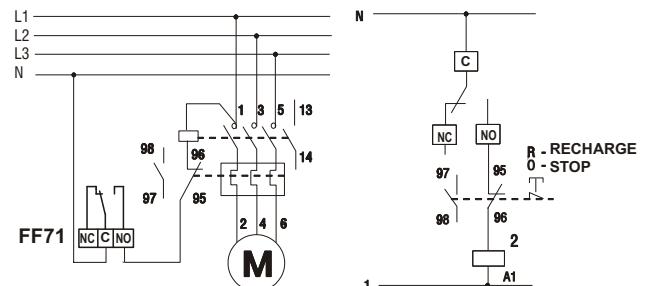 L1
L2
L3
N
1 3 5 13
98 96 14
97 95
FF71 NC C NO
2 4 6
M
N
C
NC NO
R - RECHARGE
O - STOP
97 95
98 96
2
A1
1